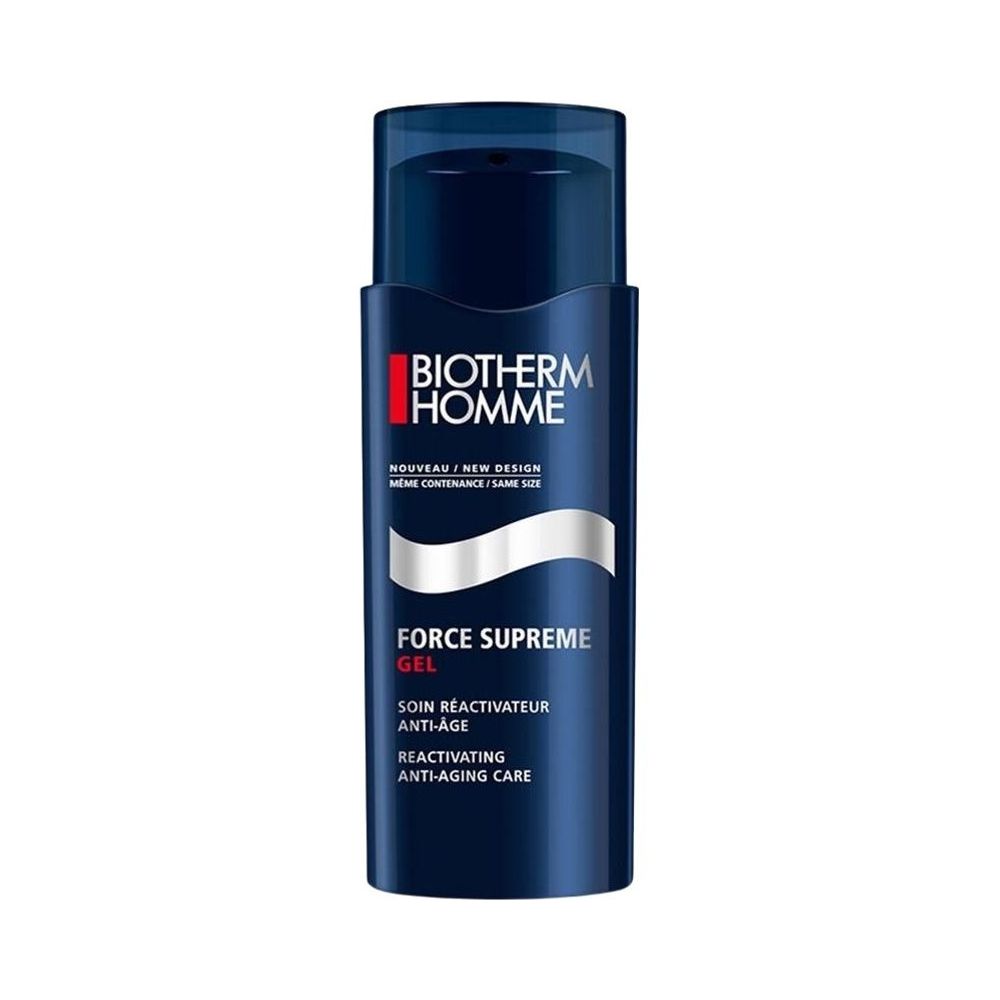 BIOTHERM
HOMME
NOUVEAU / NEW DESIGN
MÊME CONTENANCE / SAME SIZE
FORCE SUPREME
GEL
SOIN RÉACTIVATEUR
ANTI-ÂGE
REACTIVATING
ANTI-AGING CARE